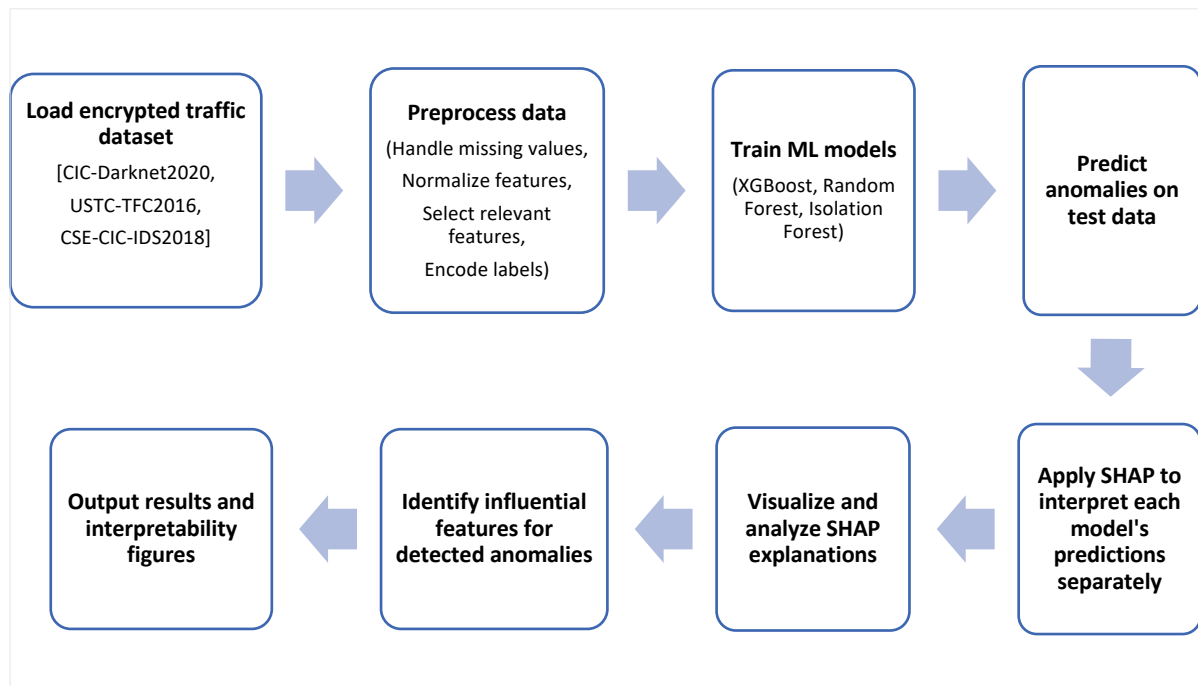 Load encrypted traffic
dataset
[CIC-Darknet2020,
USTC-TFC2016,
CSE-CIC-IDS2018]
Preprocess data
(Handle missing values,
Normalize features,
Select relevant
features,
Encode labels)
Train ML models
(XGBoost, Random
Forest, Isolation
Forest)
Predict
anomalies on
test data
Apply SHAP to
interpret each
model's
predictions
separately
Visualize and
analyze SHAP
explanations
Identify influential
features for
detected anomalies
Output results and
interpretability
figures